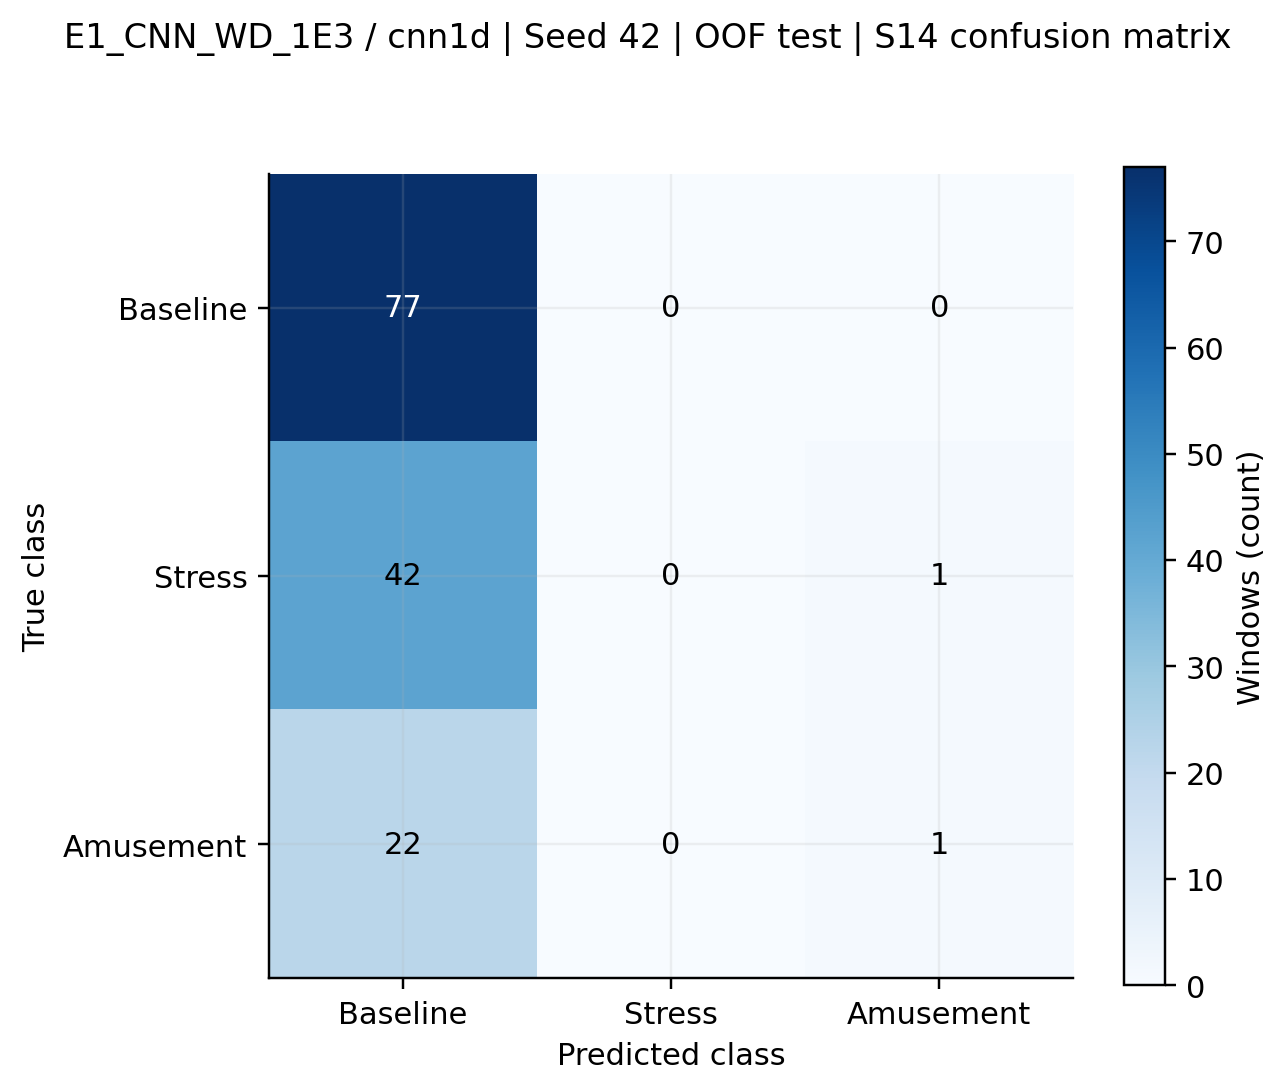 E1_CNN_WD_1E3 / cnn1d | Seed 42 | OOF test | S14 confusion matrix
Baseline
77
0
0
Stress
42
0
1
Amusement
22
0
1
Baseline
Stress
Amusement
Predicted class
True class
70
60
50
40
30
20
10
0
Windows (count)